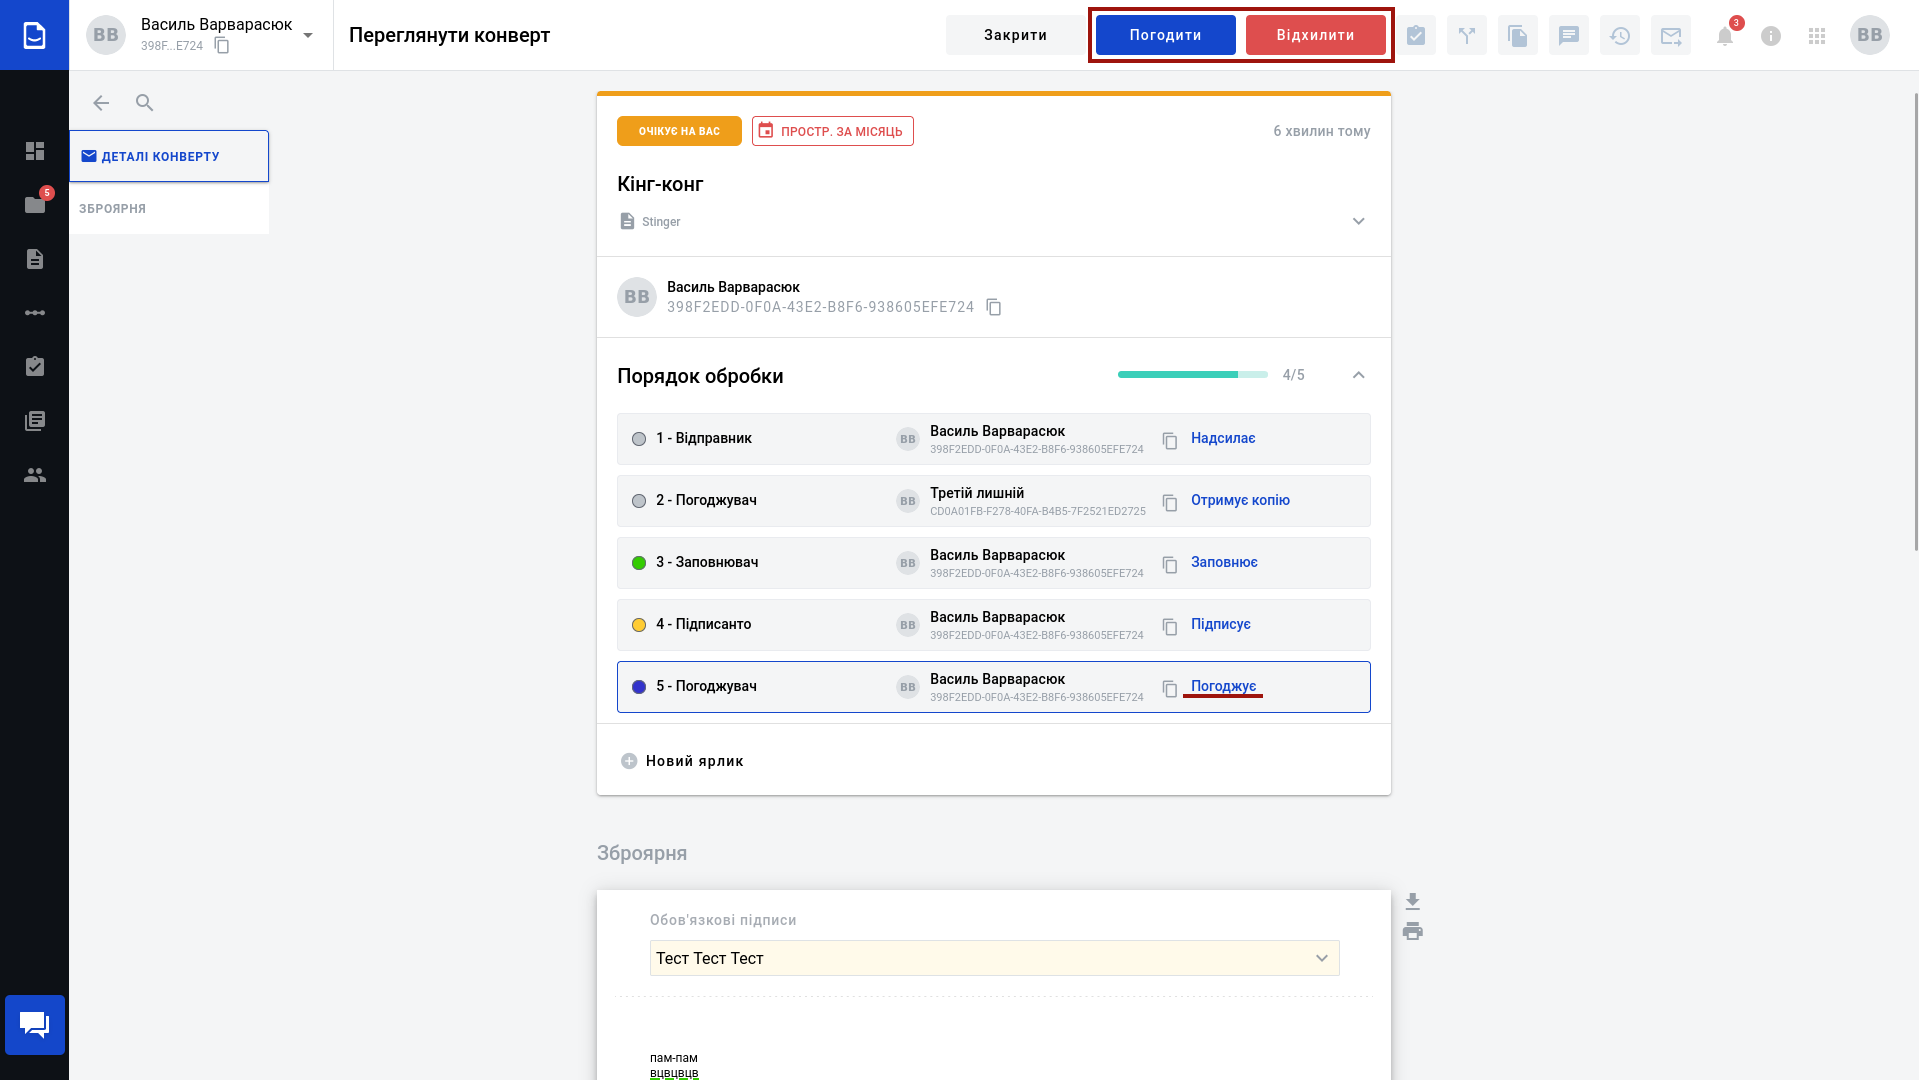 BB
Василь Варварасюк
398F...E724
Переглянути конверт
Закрити
Погодити
Відхилити
3
BB
ДЕТАЛІ КОНВЕРТУ
5
ЗБРОЯРНЯ
ОЧІКУЄ НА ВАС
ПРОСТР. ЗА МІСЯЦЬ
6 хвилин тому
Кінг-конг
Stinger
BB
Василь Варварасюк
398F2EDD-0F0A-43E2-B8F6-938605EFE724
Порядок обробки
4/5
1 - Відправник
BB
Василь Варварасюк
398F2EDD-0F0A-43E2-B8F6-938605EFE724
Надсилає
2 - Погоджувач
BB
Третій лишній
CD0A01FB-F278-40FA-B4B5-7F2521ED2725
Отримує копію
3 - Заповнювач
BB
Василь Варварасюк
398F2EDD-0F0A-43E2-B8F6-938605EFE724
Заповнює
4 - Підписанто
BB
Василь Варварасюк
398F2EDD-0F0A-43E2-B8F6-938605EFE724
Підписує
5 - Погоджувач
BB
Василь Варварасюк
398F2EDD-0F0A-43E2-B8F6-938605EFE724
Погоджує
Новий ярлик
Зброярня
Обов'язкові підписи
Тест Тест Тест
пам-пам
вцвцвцв